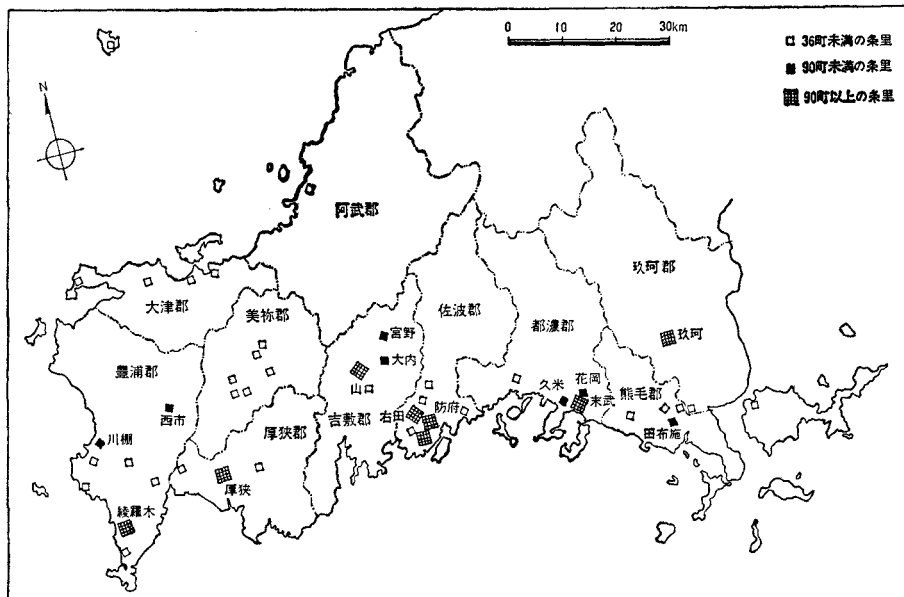 0 10 20 30km
36町未満の条里
90町未満の条里
90町以上の条里
N
阿武郡
玖珂郡
大津郡
美祢郡
佐波郡
都濃郡
宮野
玖珂
豊浦郡
大内
山口
花岡
熊毛郡
久米
末武
西市
防府
右田
吉敷郡
田布施
川棚
厚狭郡
厚狭
綾羅木